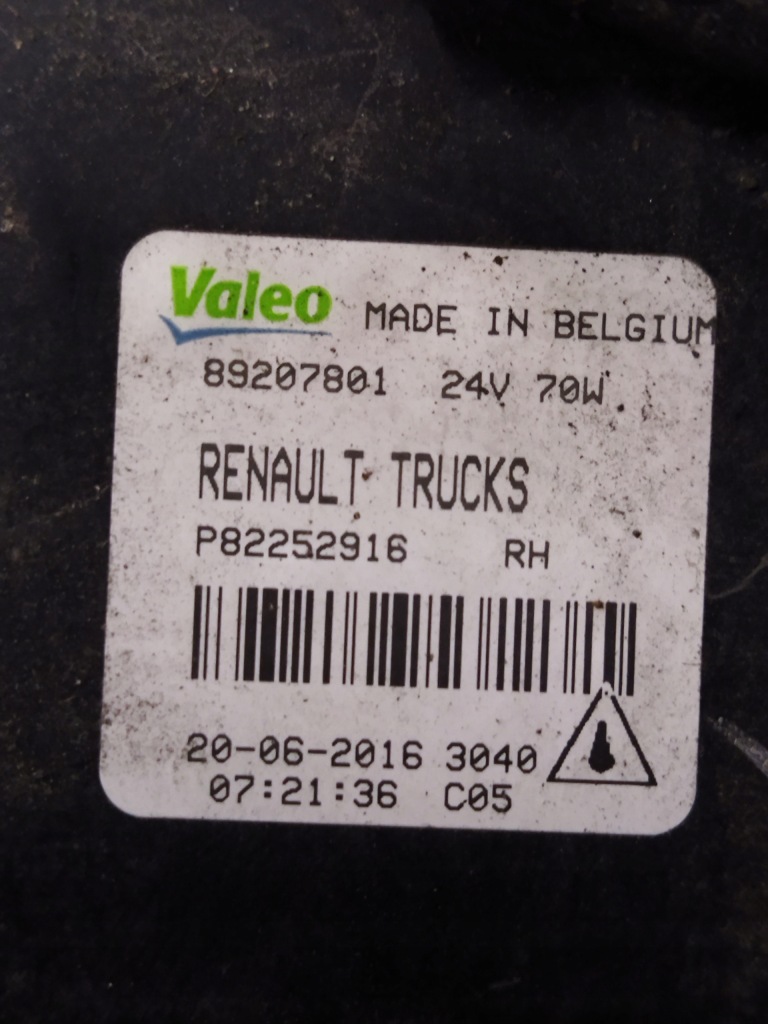 Valeo MADE IN BELGIUM
89207801 24V 70W
RENAULT TRUCKS
P82252916 RH
20-06-2016 3040
07:21:36 C05